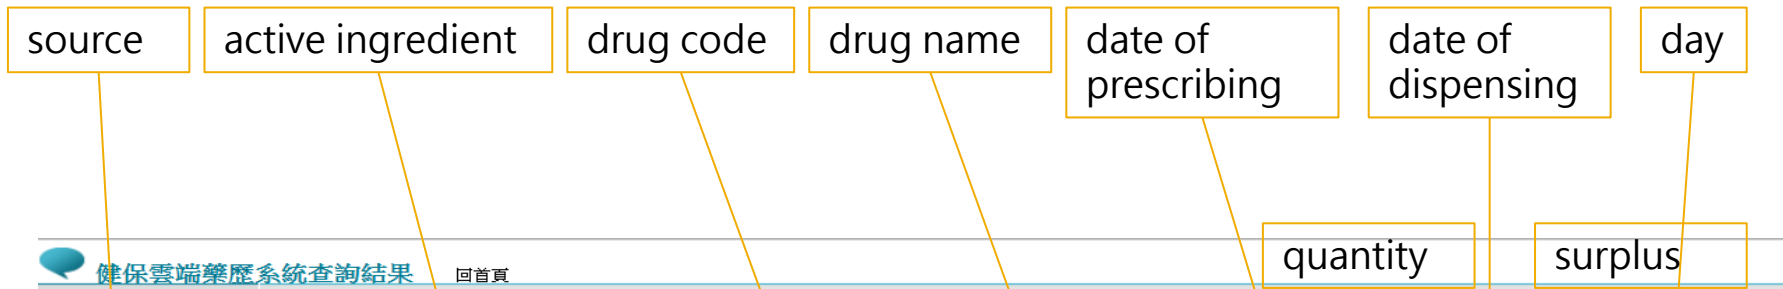 source
active ingredient
drug code
drug name
date of
prescribing
date of
dispensing
day
quantity
surplus
健保雲端藥歷系統查詢結果
回首頁